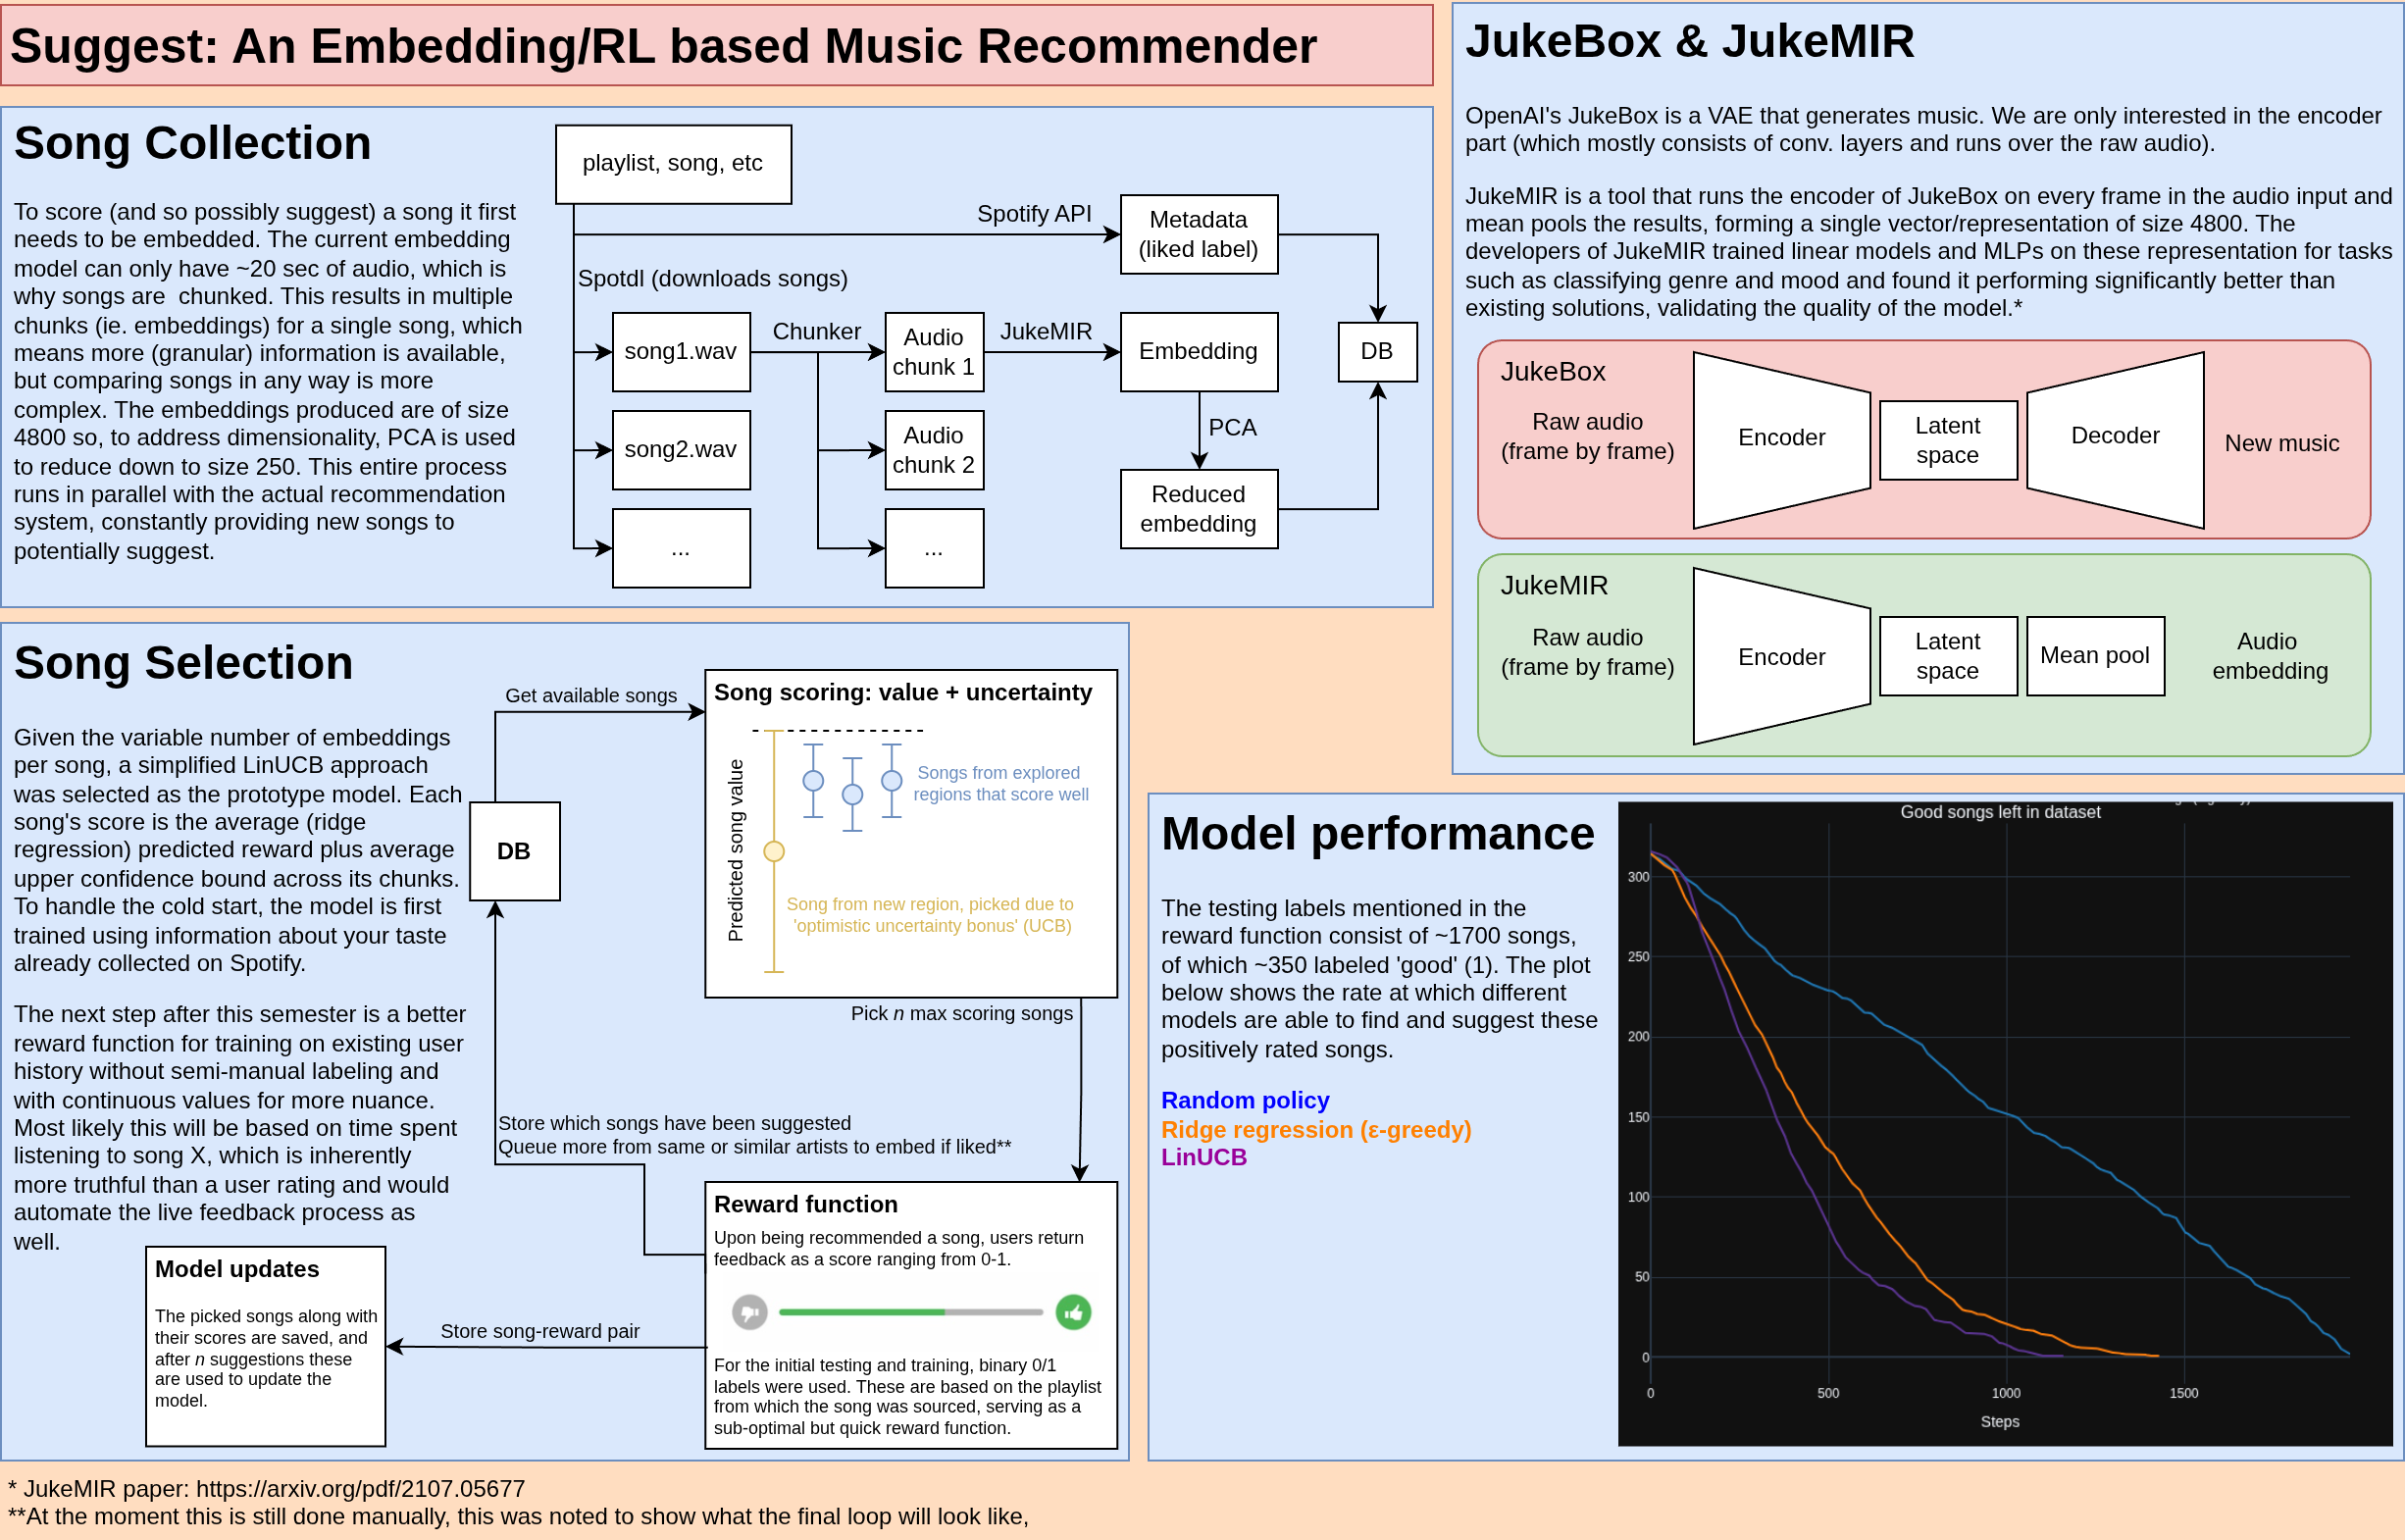 Suggest: An Embedding/RL based Music Recommender
Song Collection
To score (and so possibly suggest) a song it first
needs to be embedded. The current embedding
model can only have ~20 sec of audio, which is
why songs are  chunked. This results in multiple
chunks (ie. embeddings) for a single song, which
means more (granular) information is available,
but comparing songs in any way is more
complex. The embeddings produced are of size
4800 so, to address dimensionality, PCA is used
to reduce down to size 250. This entire process
runs in parallel with the actual recommendation
system, constantly providing new songs to
potentially suggest.
playlist, song, etc
Spotify API
Metadata
(liked label)
Spotdl (downloads songs)
song1.wav
Chunker
Audio
chunk 1
JukeMIR
Embedding
DB
song2.wav
Audio
chunk 2
PCA
Reduced
embedding
...
...
JukeBox & JukeMIR
OpenAI's JukeBox is a VAE that generates music. We are only interested in the encoder
part (which mostly consists of conv. layers and runs over the raw audio).
JukeMIR is a tool that runs the encoder of JukeBox on every frame in the audio input and
mean pools the results, forming a single vector/representation of size 4800. The
developers of JukeMIR trained linear models and MLPs on these representation for tasks
such as classifying genre and mood and found it performing significantly better than
existing solutions, validating the quality of the model.*
JukeBox
Raw audio
(frame by frame)
Encoder
Latent
space
Decoder
New music
JukeMIR
Raw audio
(frame by frame)
Encoder
Latent
space
Mean pool
Audio
embedding
Song Selection
Given the variable number of embeddings
per song, a simplified LinUCB approach
was selected as the prototype model. Each
song's score is the average (ridge
regression) predicted reward plus average
upper confidence bound across its chunks.
To handle the cold start, the model is first
trained using information about your taste
already collected on Spotify.
The next step after this semester is a better
reward function for training on existing user
history without semi-manual labeling and
with continuous values for more nuance.
Most likely this will be based on time spent
listening to song X, which is inherently
more truthful than a user rating and would
automate the live feedback process as
well.
Get available songs
DB
Song scoring: value + uncertainty
Predicted song value
Songs from explored
regions that score well
Song from new region, picked due to
'optimistic uncertainty bonus' (UCB)
Pick n max scoring songs
Store which songs have been suggested
Queue more from same or similar artists to embed if liked**
Reward function
Upon being recommended a song, users return
feedback as a score ranging from 0-1.
For the initial testing and training, binary 0/1
labels were used. These are based on the playlist
from which the song was sourced, serving as a
sub-optimal but quick reward function.
Store song-reward pair
Model updates
The picked songs along with
their scores are saved, and
after n suggestions these
are used to update the
model.
Model performance
The testing labels mentioned in the
reward function consist of ~1700 songs,
of which ~350 labeled 'good' (1). The plot
below shows the rate at which different
models are able to find and suggest these
positively rated songs.
Random policy
Ridge regression (ε-greedy)
LinUCB
Good songs left in dataset
300
250
200
150
100
50
0
0
500
1000
1500
Steps
* JukeMIR paper: https://arxiv.org/pdf/2107.05677
**At the moment this is still done manually, this was noted to show what the final loop will look like,